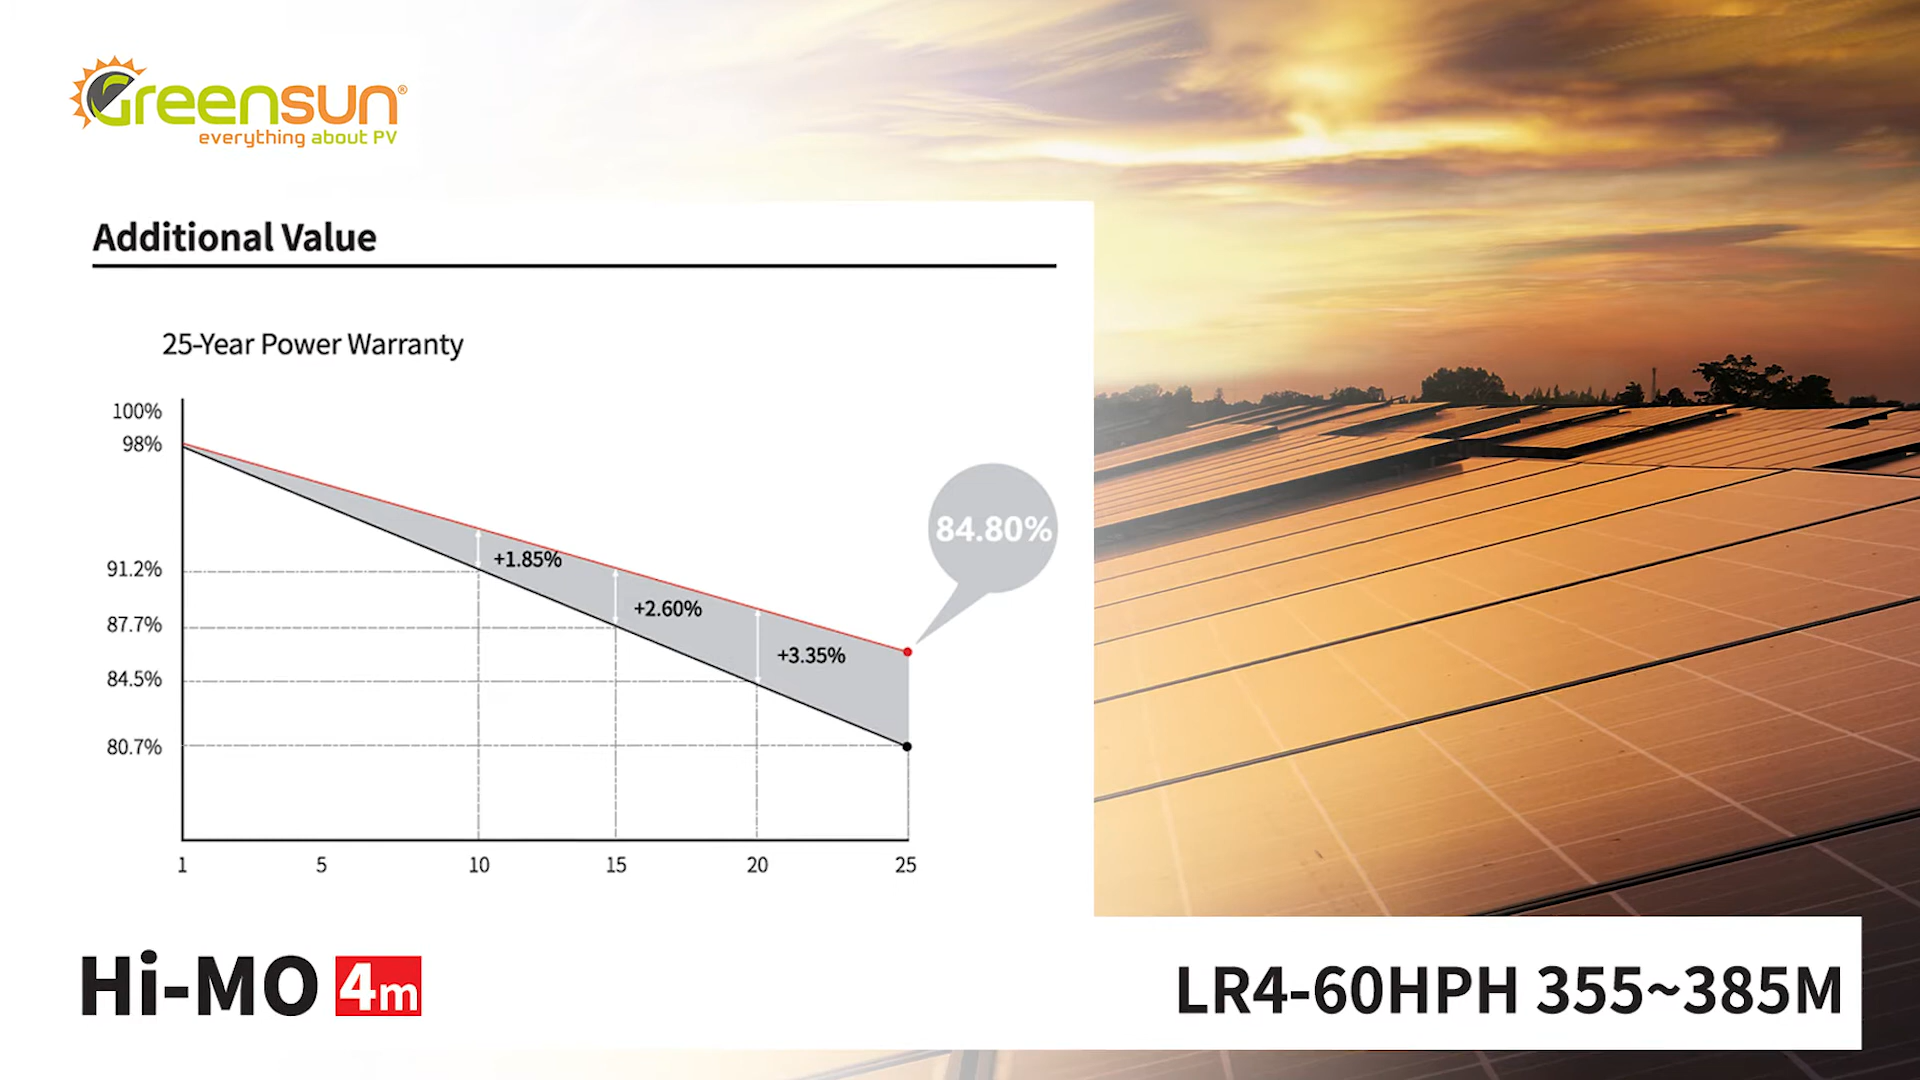 Greensun®
everything about PV
Additional Value
25-Year Power Warranty
100%
98%
91.2%
87.7%
84.5%
80.7%
+1.85%
+2.60%
+3.35%
84.80%
1 5 10 15 20 25
Hi-MO 4m
LR4-60HPH 355~385M